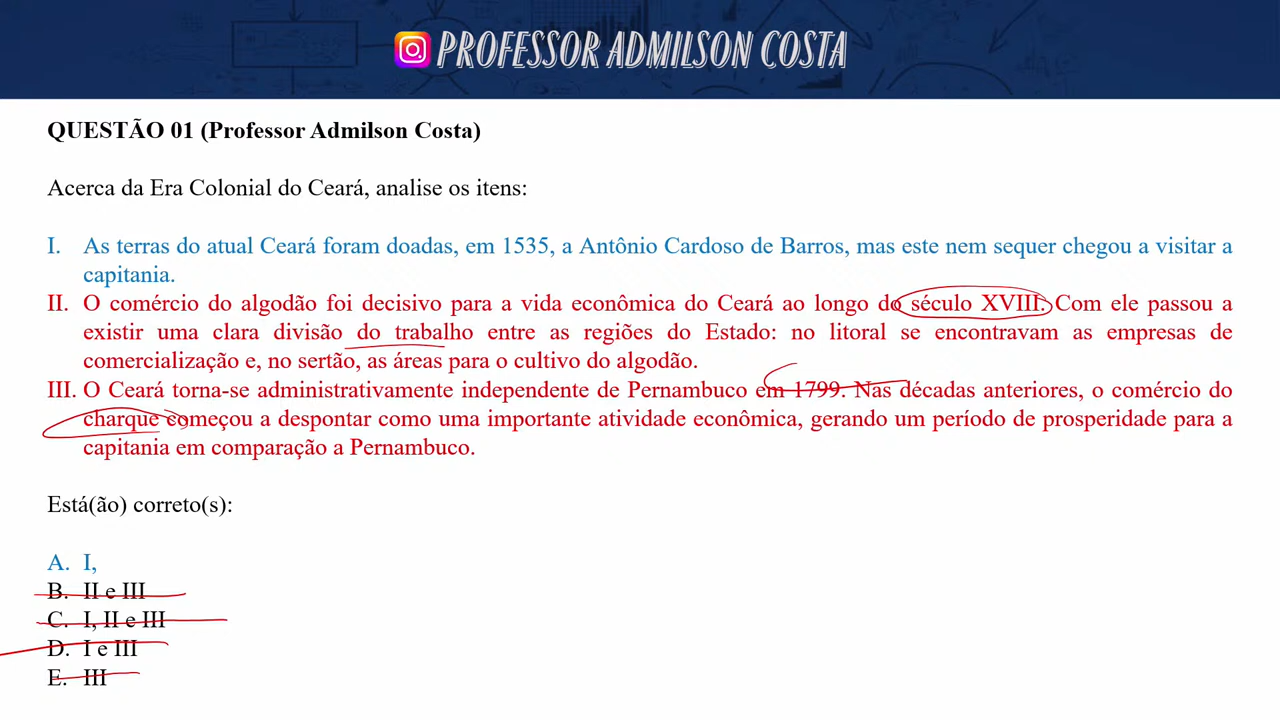 PROFESSOR ADMILSON COSTA
QUESTÃO 01 (Professor Admilson Costa)
Acerca da Era Colonial do Ceará, analise os itens:
I. As terras do atual Ceará foram doadas, em 1535, a Antônio Cardoso de Barros, mas este nem sequer chegou a visitar a
capitania.
II. O comércio do algodão foi decisivo para a vida econômica do Ceará ao longo do século XVIII. Com ele passou a
existir uma clara divisão do trabalho entre as regiões do Estado: no litoral se encontravam as empresas de
comercialização e, no sertão, as áreas para o cultivo do algodão.
III. O Ceará torna-se administrativamente independente de Pernambuco em 1799. Nas décadas anteriores, o comércio do
charque começou a despontar como uma importante atividade econômica, gerando um período de prosperidade para a
capitania em comparação a Pernambuco.
Está(ão) correto(s):
A. I,
B. II e III
C. I, II e III
D. I e III
E. III